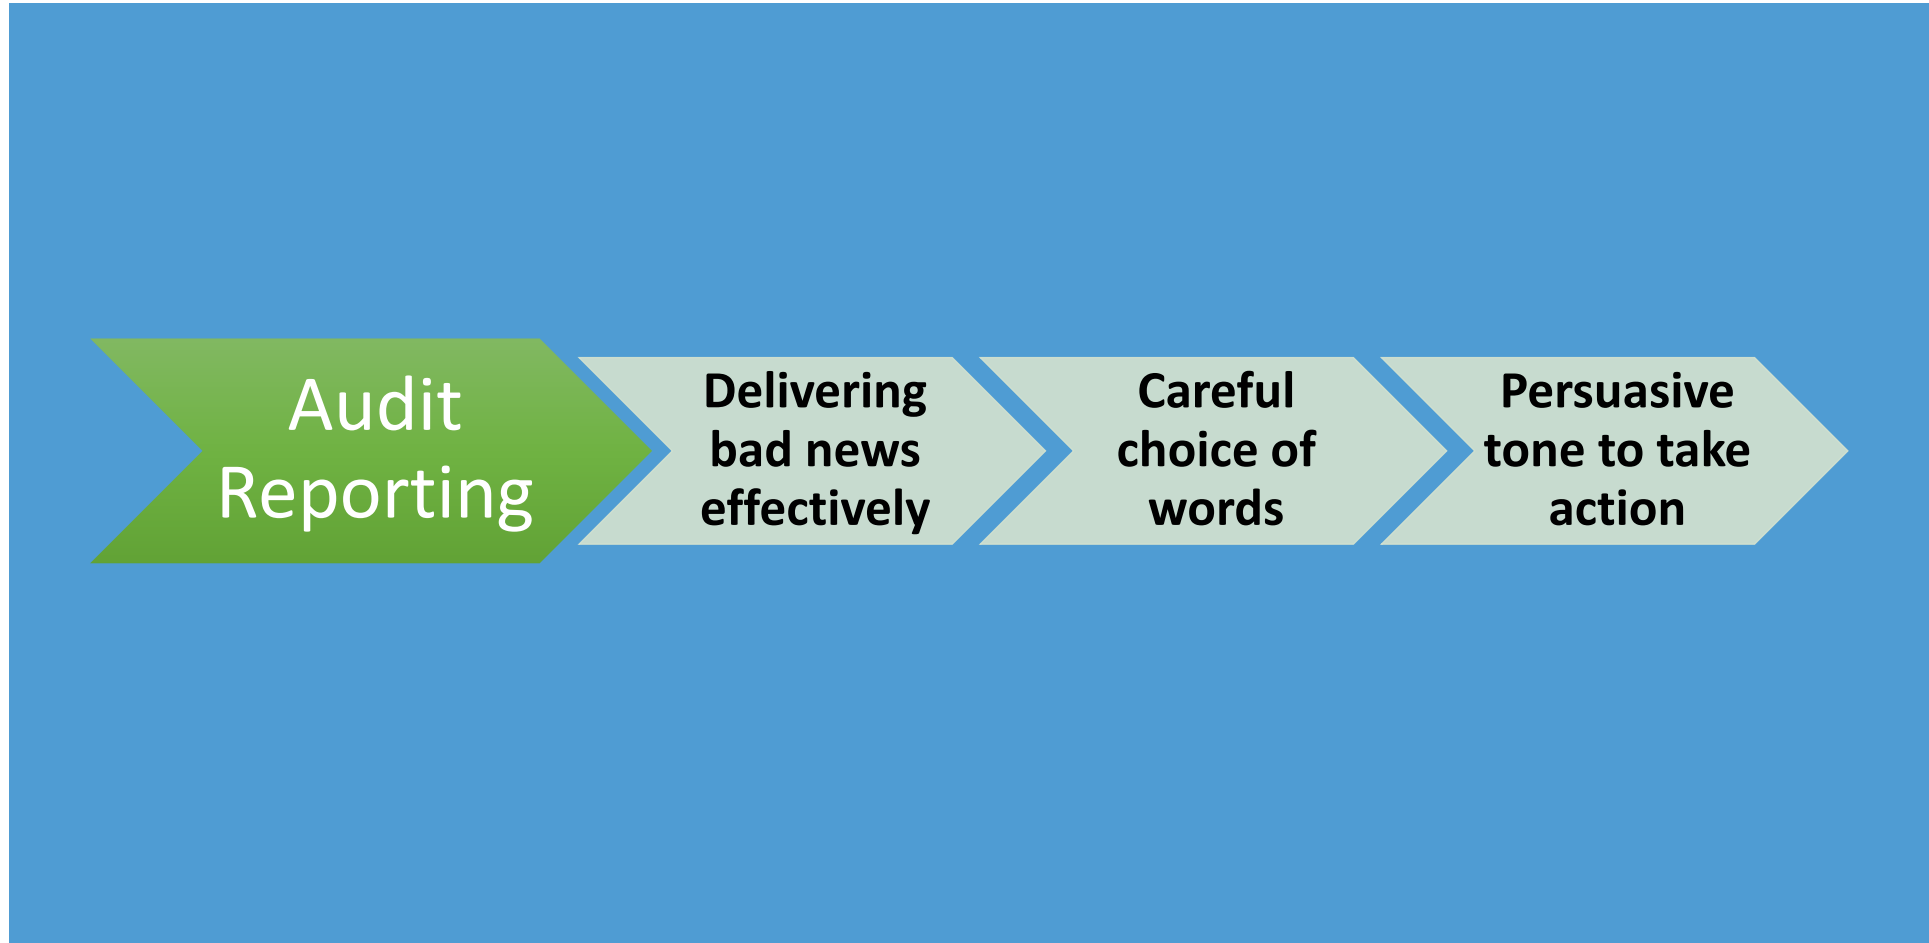 Audit
Reporting
Delivering
bad news
effectively
Careful
choice of
words
Persuasive
tone to take
action